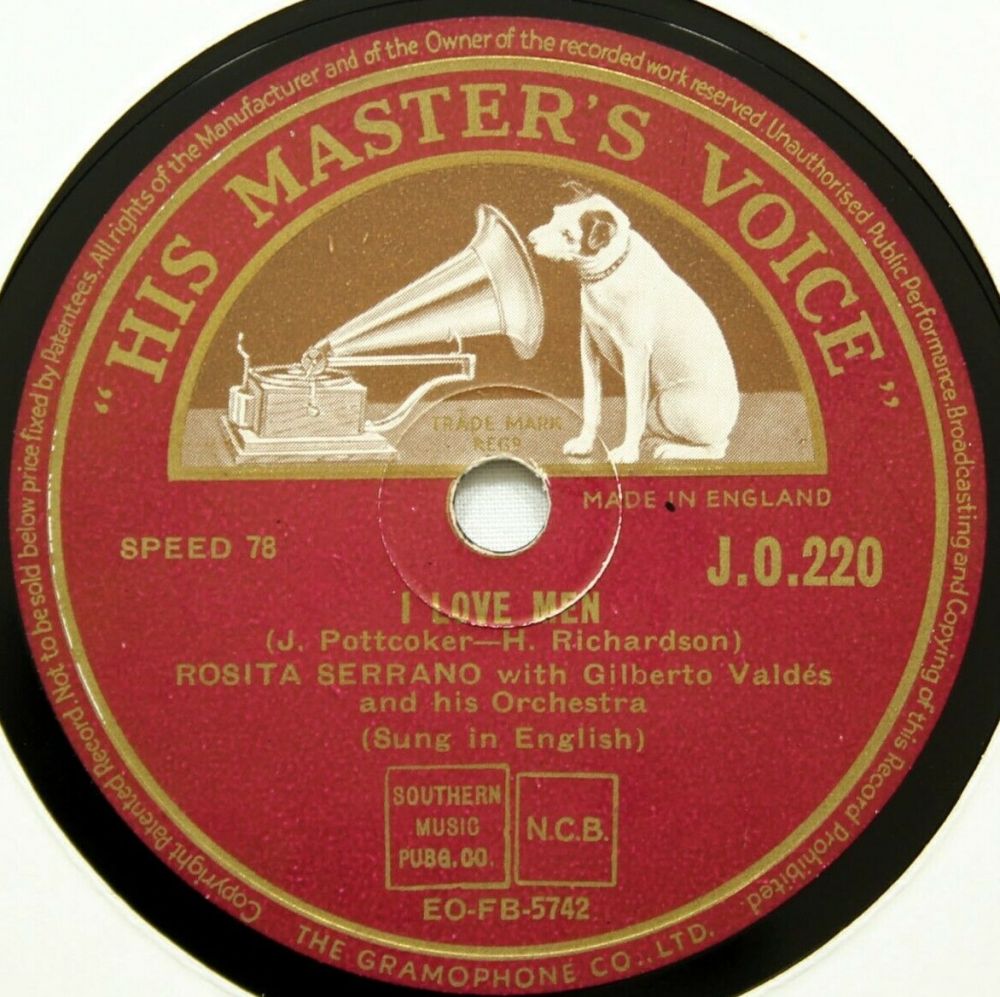 Copyright Patented Record. Not to be sold below price fixed by Patentees. All rights of the Manufacturer and of the Owner of the recorded work reserved. Unauthorised Public Performance, Broadcasting and Copying of this Record Prohibited.
"HIS MASTER'S VOICE"
TRADE MARK
REGD
MADE IN ENGLAND
SPEED 78
J.O.220
I LOVE MEN
(J. Pottcoker—H. Richardson)
ROSITA SERRANO with Gilberto Valdés
and his Orchestra
(Sung in English)
SOUTHERN
MUSIC
PUBG. CO.
N.C.B.
EO-FB-5742
THE GRAMOPHONE CO., LTD.